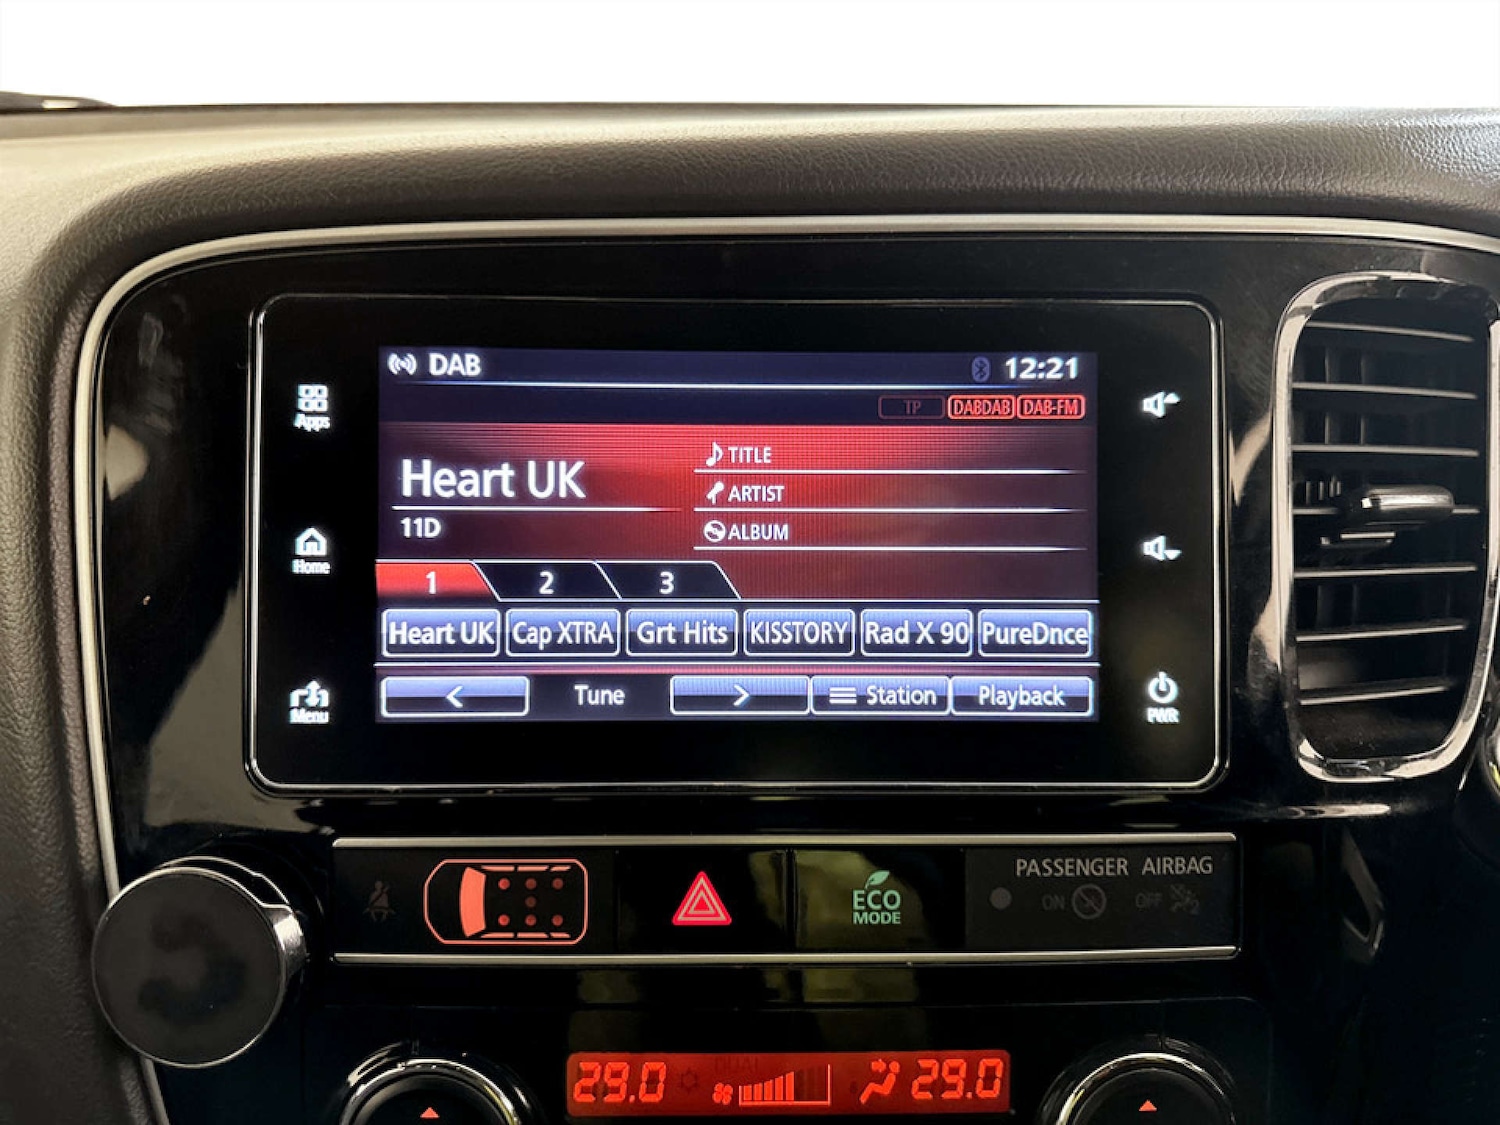 DAB 12:21
TP DABDAB DAB-FM
Apps
Heart UK
TITLE
ARTIST
11D
ALBUM
Home
1 2 3
Heart UK Cap XTRA Grt Hits KISSTORY Rad X 90 PureDnce
< Tune > Station Playback
Menu
PWR
PASSENGER AIRBAG
ECO
MODE
ON OFF
DUAL
29.0 29.0